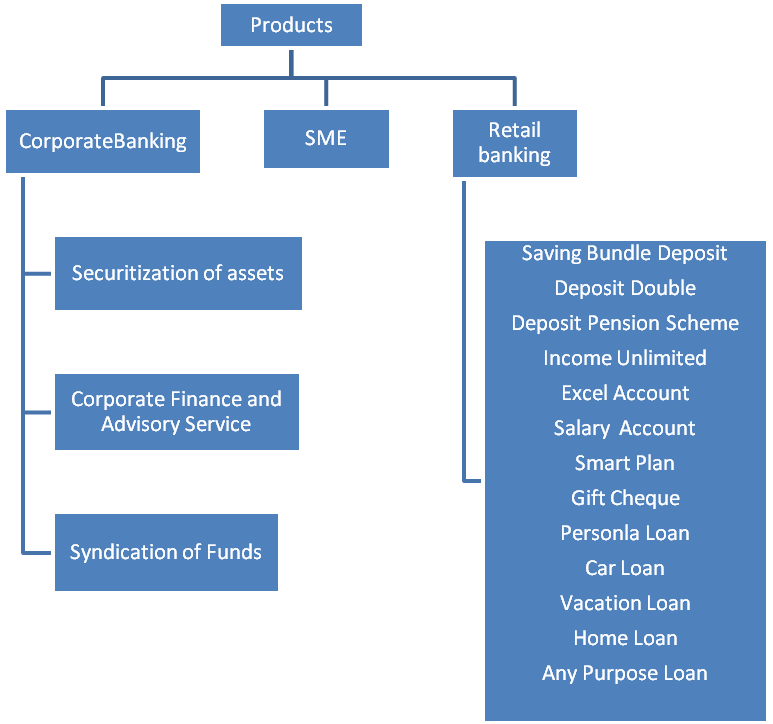 Products
CorporateBanking
SME
Retail
banking
Securitization of assets
Corporate Finance and
Advisory Service
Syndication of Funds
Saving Bundle Deposit
Deposit Double
Deposit Pension Scheme
Income Unlimited
Excel Account
Salary  Account
Smart Plan
Gift Cheque
Personla Loan
Car Loan
Vacation Loan
Home Loan
Any Purpose Loan